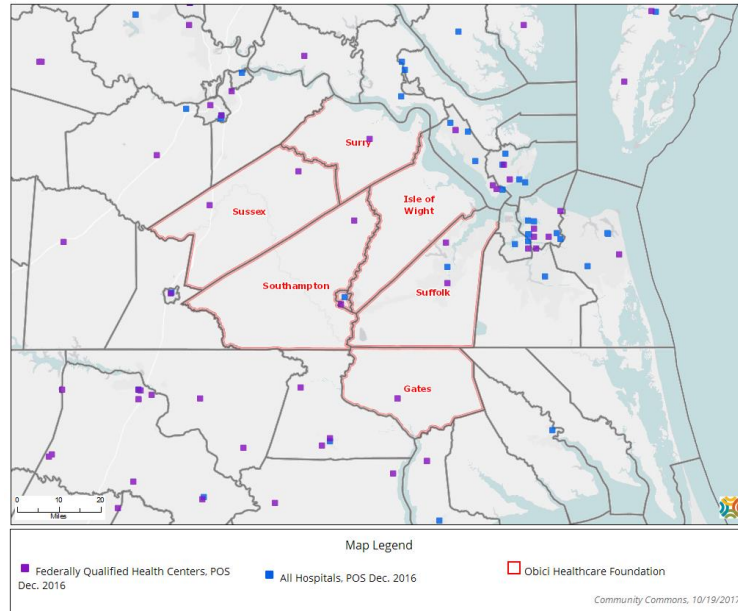 Surry
Isle of
Wight
Sussex
Southampton
Suffolk
Gates
0 10 20
Miles
Map Legend
Federally Qualified Health Centers, POS
Dec. 2016
All Hospitals, POS Dec. 2016
Obici Healthcare Foundation
Community Commons, 10/19/2017